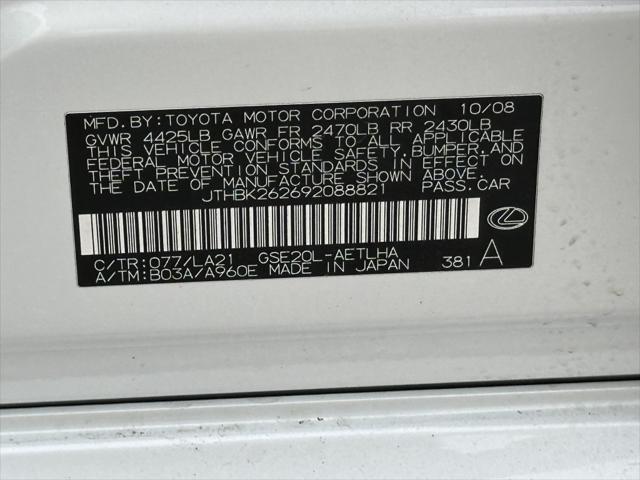 MFD. BY: TOYOTA MOTOR CORPORATION 10/08
GVWR 4425LB GAWR FR 2470LB RR 2430LB
THIS VEHICLE CONFORMS TO ALL APPLICABLE
FEDERAL MOTOR VEHICLE SAFETY, BUMPER, AND
THEFT PREVENTION STANDARDS IN EFFECT ON
THE DATE OF MANUFACTURE SHOWN ABOVE.
JTHBK262692088821 PASS. CAR
C/TR: 077/LA21 GSE20L-AETLHA
A/TM: B03A/A960E MADE IN JAPAN 381 A